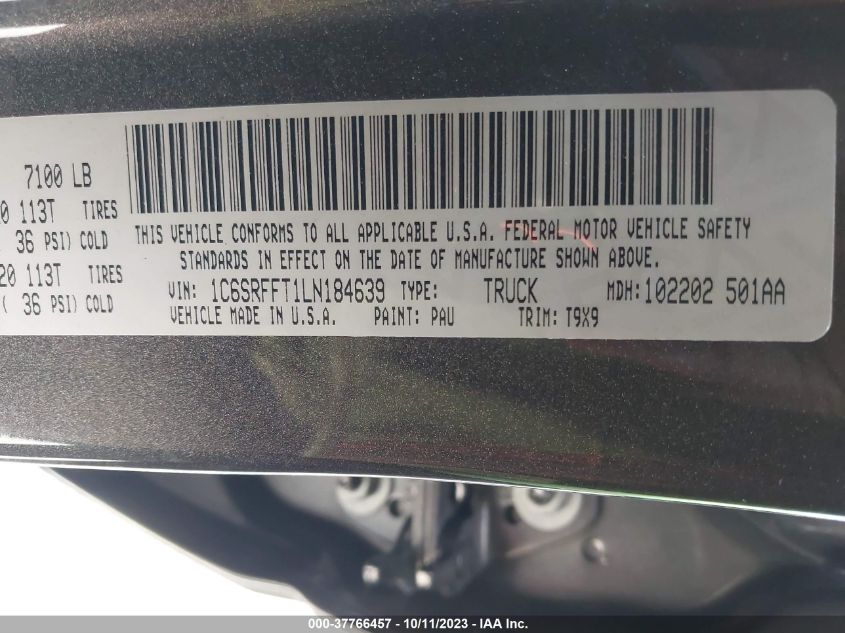 7100 LB
0 113T TIRES
36 PSI) COLD
20 113T TIRES
( 36 PSI) COLD
THIS VEHICLE CONFORMS TO ALL APPLICABLE U.S.A. FEDERAL MOTOR VEHICLE SAFETY
STANDARDS IN EFFECT ON THE DATE OF MANUFACTURE SHOWN ABOVE.
VIN: 1C6SRFFT1LN184639 TYPE: TRUCK MDH: 102202 501AA
VEHICLE MADE IN U.S.A. PAINT: PAU TRIM: T9X9
000-37766457 - 10/11/2023 - IAA Inc.